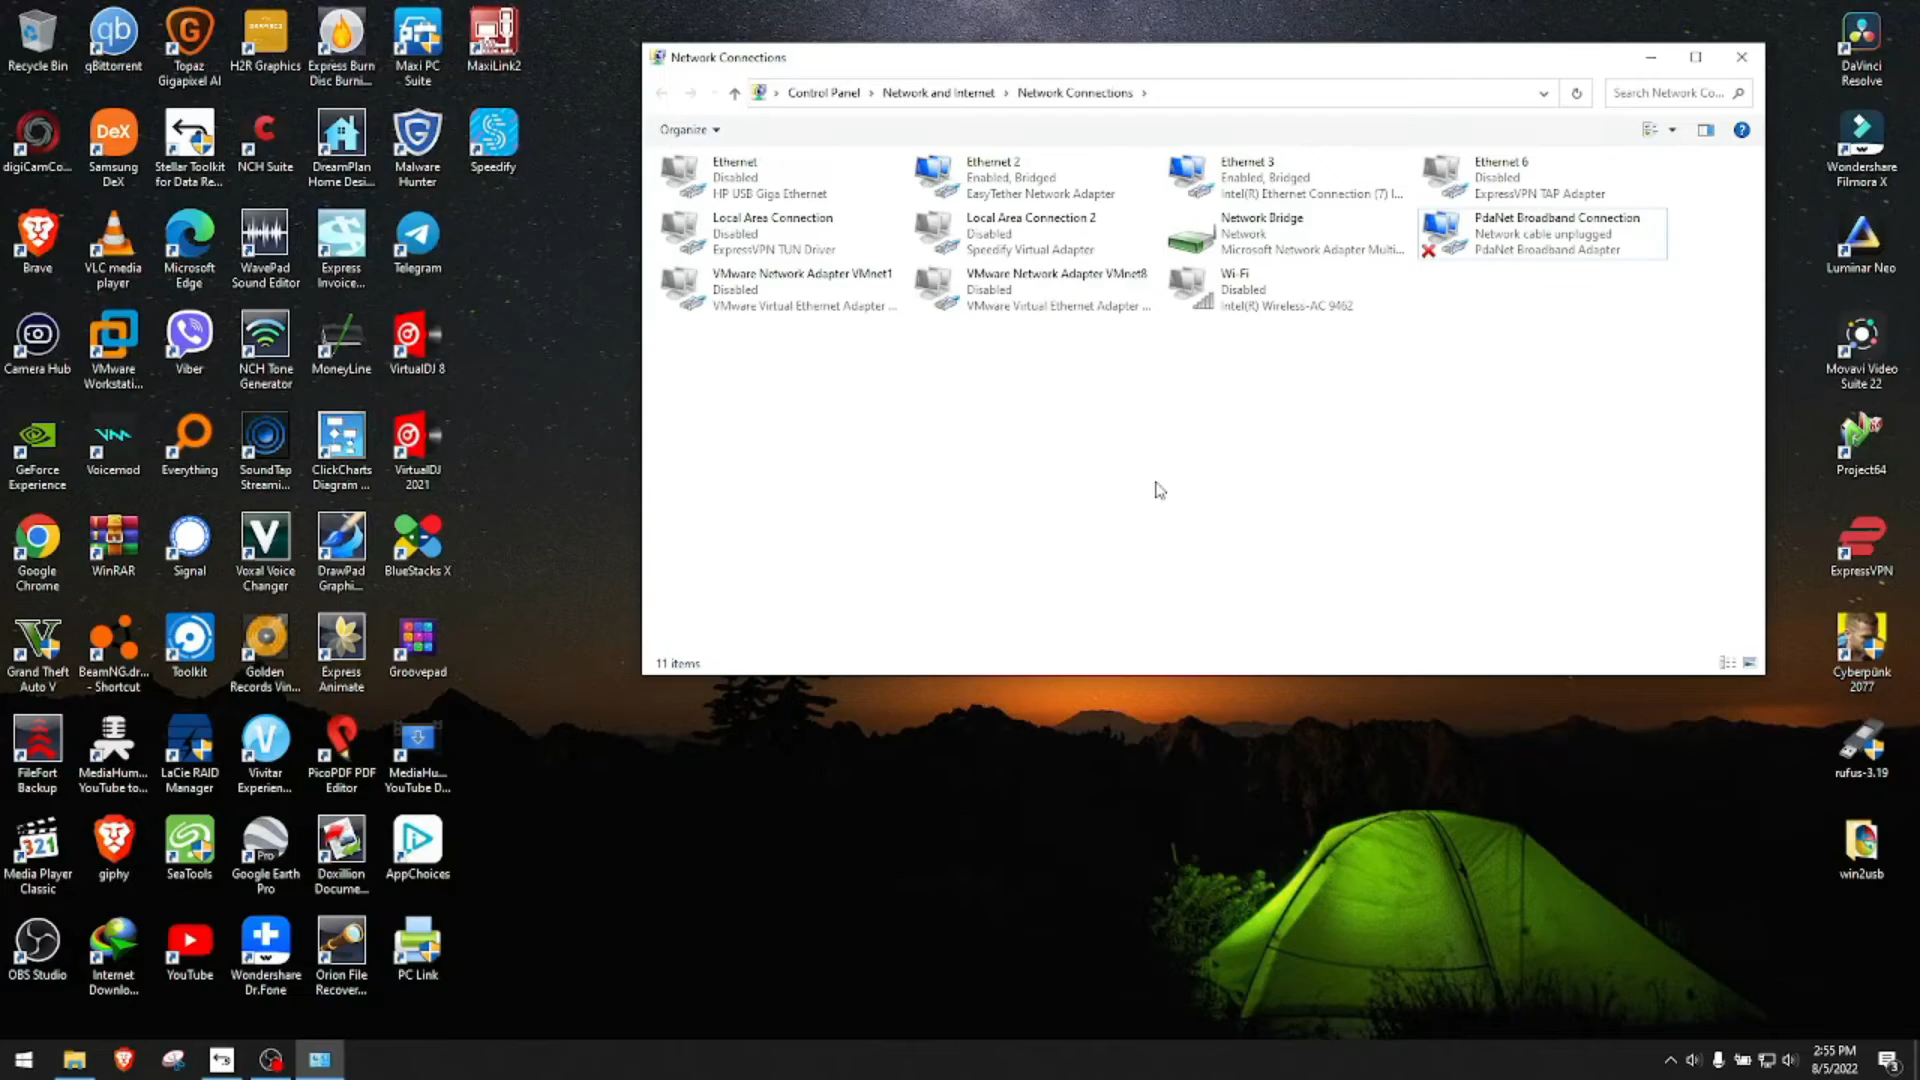 Recycle Bin
qBittorrent
Topaz
Gigapixel AI
H2R Graphics
Express Burn
Disc Burni...
Maxi PC
Suite
MaxiLink2
digiCamCo...
Samsung
DeX
Stellar Toolkit
for Data Re...
NCH Suite
DreamPlan
Home Desi...
Malware
Hunter
Speedify
Brave
VLC media
player
Microsoft
Edge
WavePad
Sound Editor
Express
Invoice...
Telegram
Camera Hub
VMware
Workstati...
Viber
NCH Tone
Generator
MoneyLine
VirtualDJ 8
GeForce
Experience
Voicemod
Everything
SoundTap
Streami...
ClickCharts
Diagram ...
VirtualDJ
2021
Google
Chrome
WinRAR
Signal
Voxal Voice
Changer
DrawPad
Graphi...
BlueStacks X
Grand Theft
Auto V
BeamNG.dr...
- Shortcut
Toolkit
Golden
Records Vin...
Express
Animate
Groovepad
FileFort
Backup
MediaHum...
YouTube to...
LaCie RAID
Manager
Vivitar
Experien...
PicoPDF PDF
Editor
MediaHu...
YouTube D...
Media Player
Classic
giphy
SeaTools
Google Earth
Pro
Doxillion
Docume...
AppChoices
OBS Studio
Internet
Downlo...
YouTube
Wondershare
Dr.Fone
Orion File
Recover...
PC Link
Network Connections
Control Panel
Network and Internet
Network Connections
Search Network Co...
Organize
Ethernet
Disabled
HP USB Giga Ethernet
Ethernet 2
Enabled, Bridged
EasyTether Network Adapter
Ethernet 3
Enabled, Bridged
Intel(R) Ethernet Connection (7) I...
Ethernet 6
Disabled
ExpressVPN TAP Adapter
Local Area Connection
Disabled
ExpressVPN TUN Driver
Local Area Connection 2
Disabled
Speedify Virtual Adapter
Network Bridge
Network
Microsoft Network Adapter Multi...
PdaNet Broadband Connection
Network cable unplugged
PdaNet Broadband Adapter
VMware Network Adapter VMnet1
Disabled
VMware Virtual Ethernet Adapter ...
VMware Network Adapter VMnet8
Disabled
VMware Virtual Ethernet Adapter ...
Wi-Fi
Disabled
Intel(R) Wireless-AC 9462
11 items
DaVinci
Resolve
Wondershare
Filmora X
Luminar Neo
Movavi Video
Suite 22
Project64
ExpressVPN
Cyberpunk
2077
rufus-3.19
win2usb
2:55 PM
8/5/2022
3